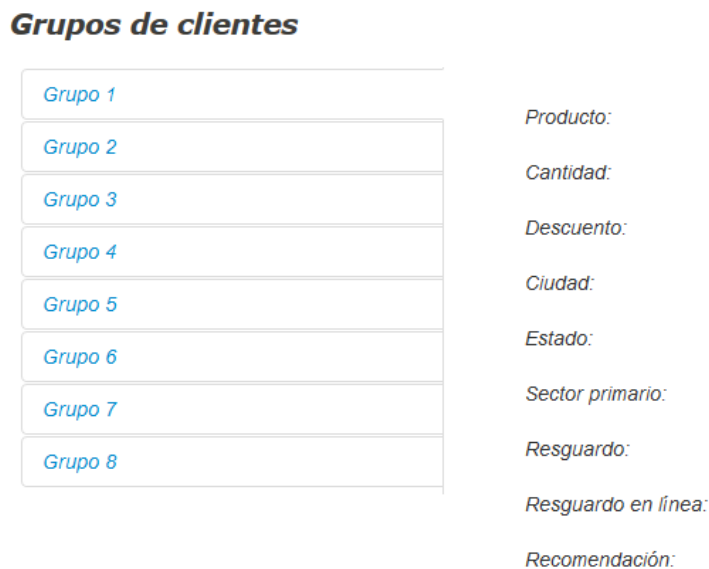 Grupos de clientes
Grupo 1
Grupo 2
Grupo 3
Grupo 4
Grupo 5
Grupo 6
Grupo 7
Grupo 8
Producto:
Cantidad:
Descuento:
Ciudad:
Estado:
Sector primario:
Resguardo:
Resguardo en línea:
Recomendación: